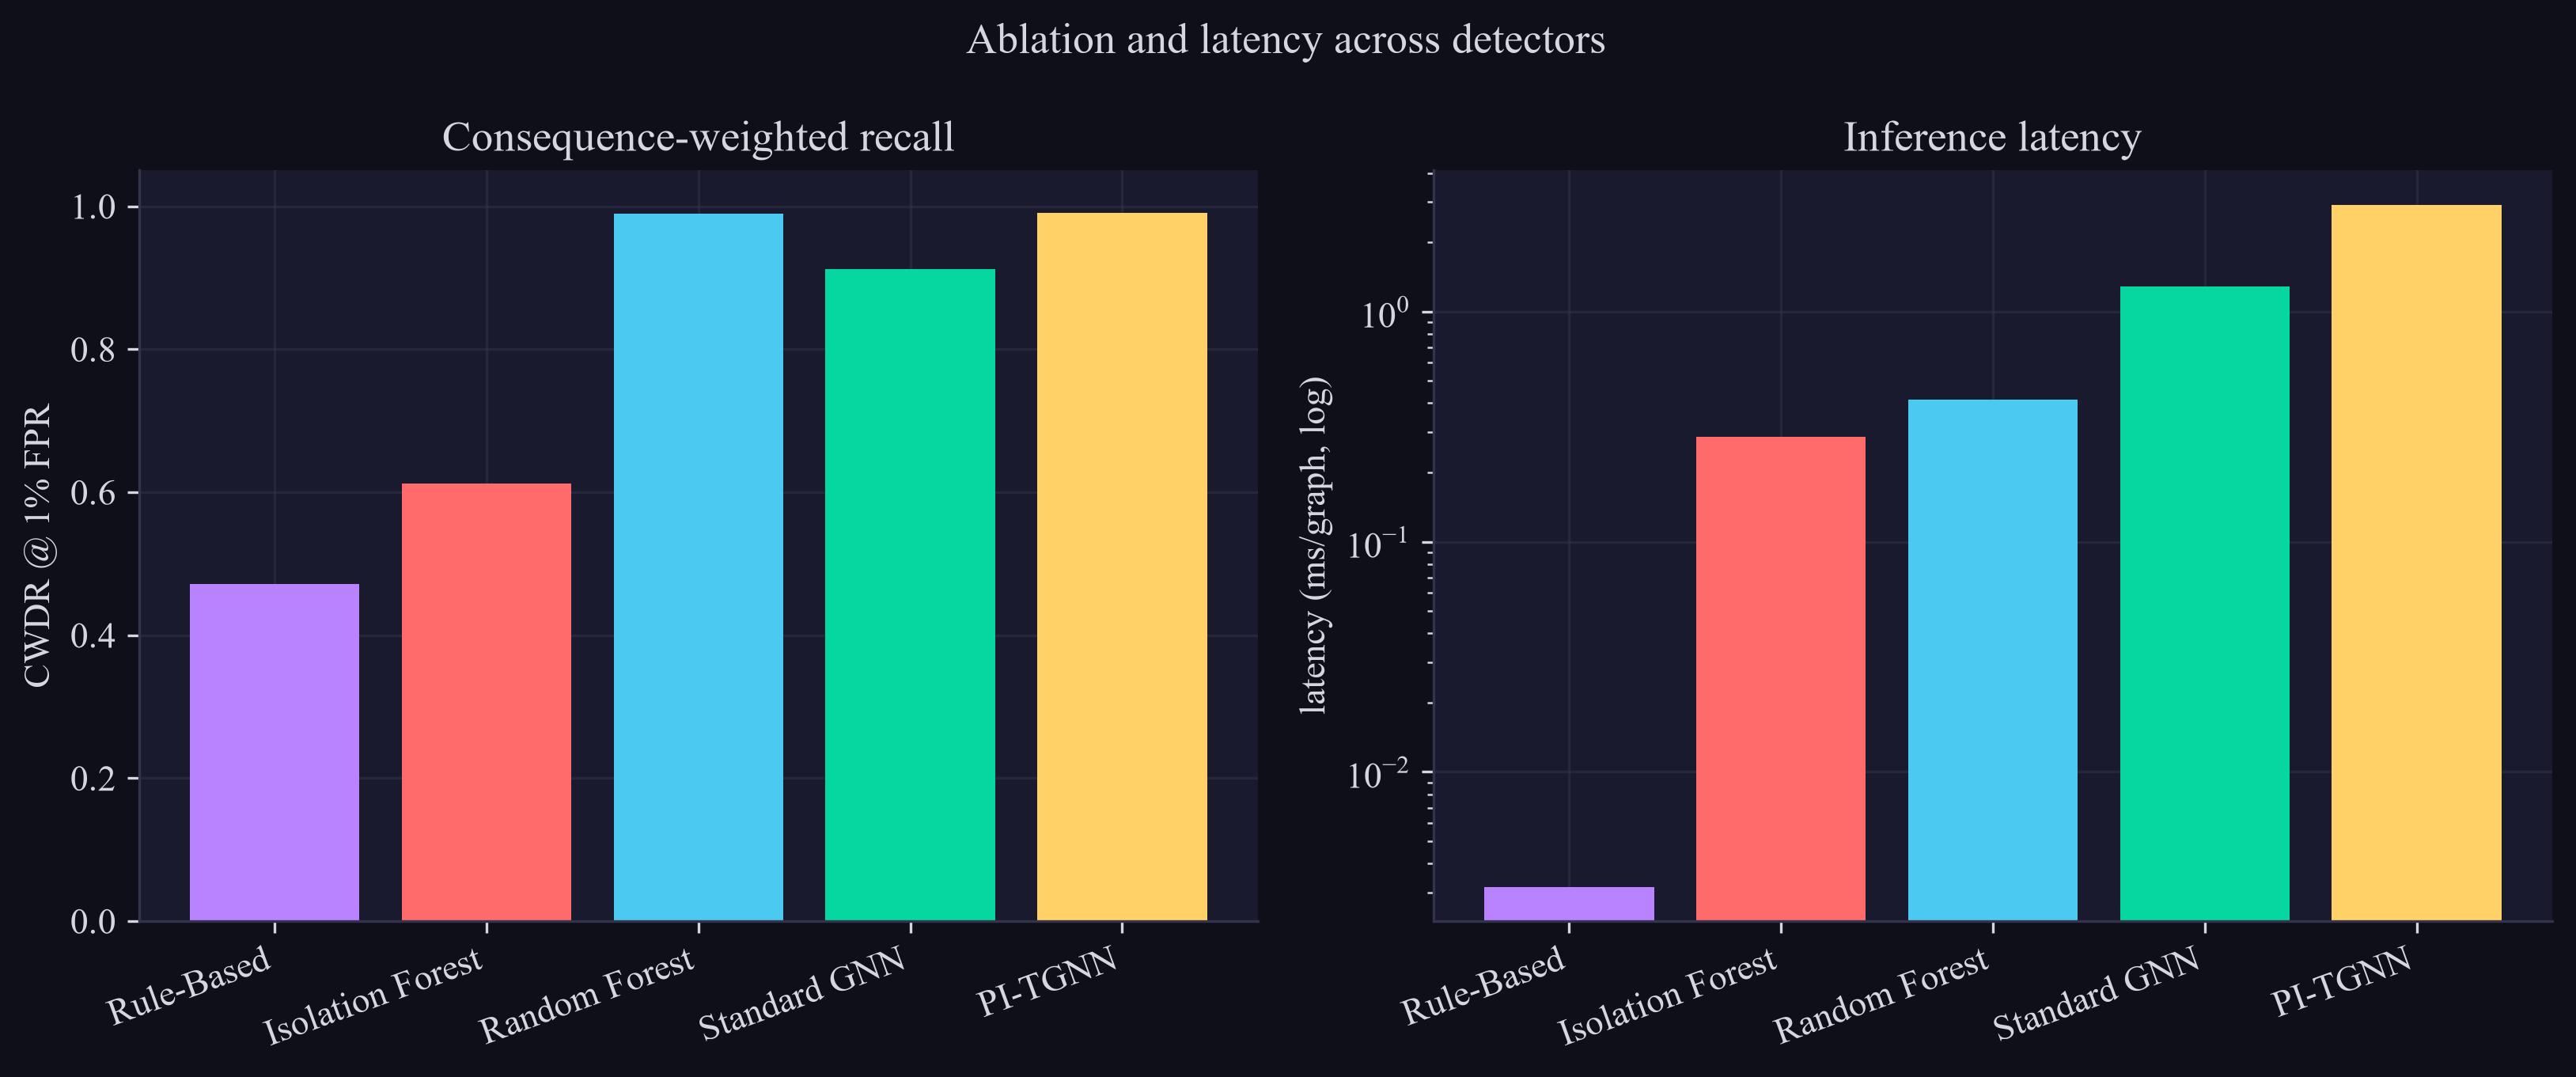 Ablation and latency across detectors
Consequence-weighted recall
CWDR @ 1% FPR
1.0
0.8
0.6
0.4
0.2
0.0
Rule-Based
Isolation Forest
Random Forest
Standard GNN
PI-TGNN
Inference latency
latency (ms/graph, log)
10⁰
10⁻¹
10⁻²
Rule-Based
Isolation Forest
Random Forest
Standard GNN
PI-TGNN